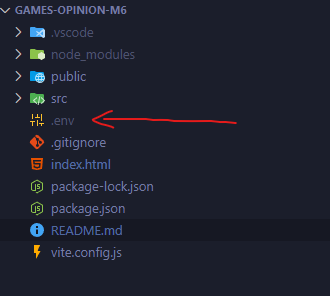 GAMES-OPINION-M6
.vscode
node_modules
public
src
.env
.gitignore
index.html
package-lock.json
package.json
README.md
vite.config.js